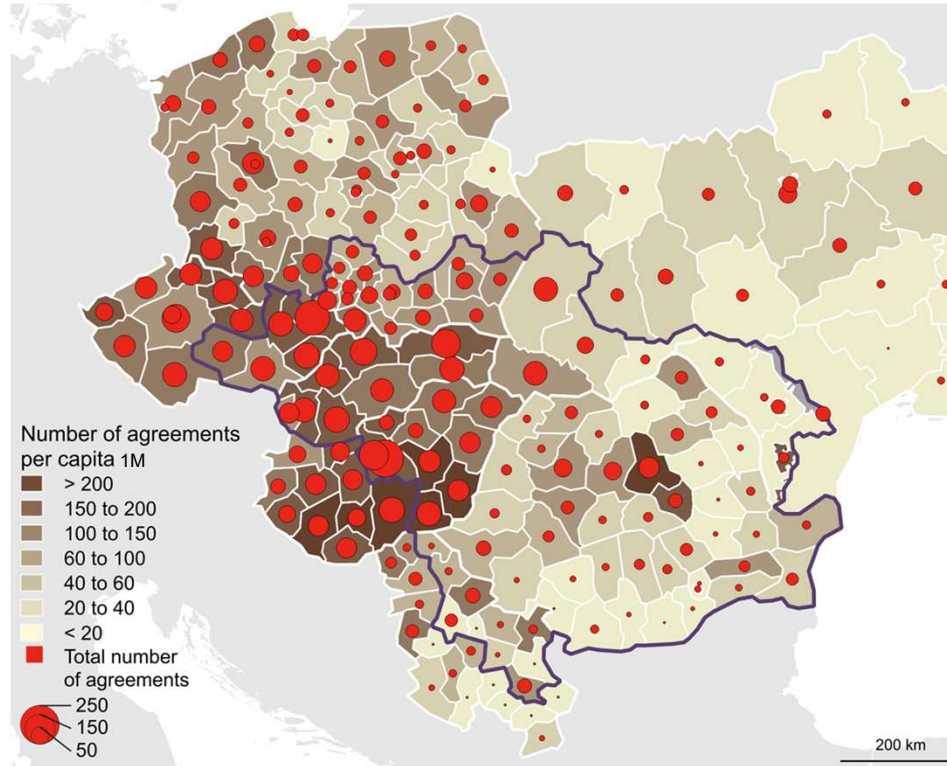 Number of agreements
per capita 1M
> 200
150 to 200
100 to 150
60 to 100
40 to 60
20 to 40
< 20
Total number
of agreements
250
150
50
200 km